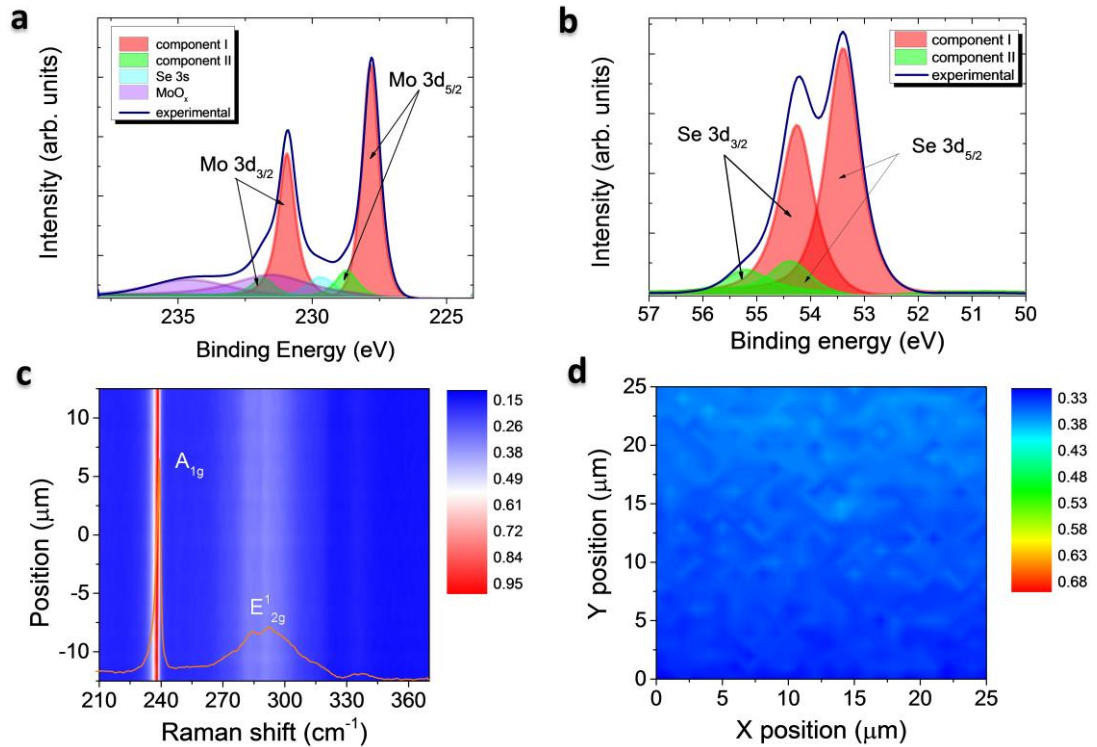 a
component I
component II
Se 3s
MoOₓ
experimental
Mo 3d₅/₂
Mo 3d₃/₂
Intensity (arb. units)
235
230
225
Binding Energy (eV)
b
component I
component II
experimental
Se 3d₃/₂
Se 3d₅/₂
Intensity (arb. units)
57
56
55
54
53
52
51
50
Binding energy (eV)
c
10
5
0
-5
-10
Position (μm)
A₁g
E¹₂g
210
240
270
300
330
360
Raman shift (cm⁻¹)
0.15
0.26
0.38
0.49
0.61
0.72
0.84
0.95
d
25
20
15
10
5
0
Y position (μm)
0
5
10
15
20
25
X position (μm)
0.33
0.38
0.43
0.48
0.53
0.58
0.63
0.68